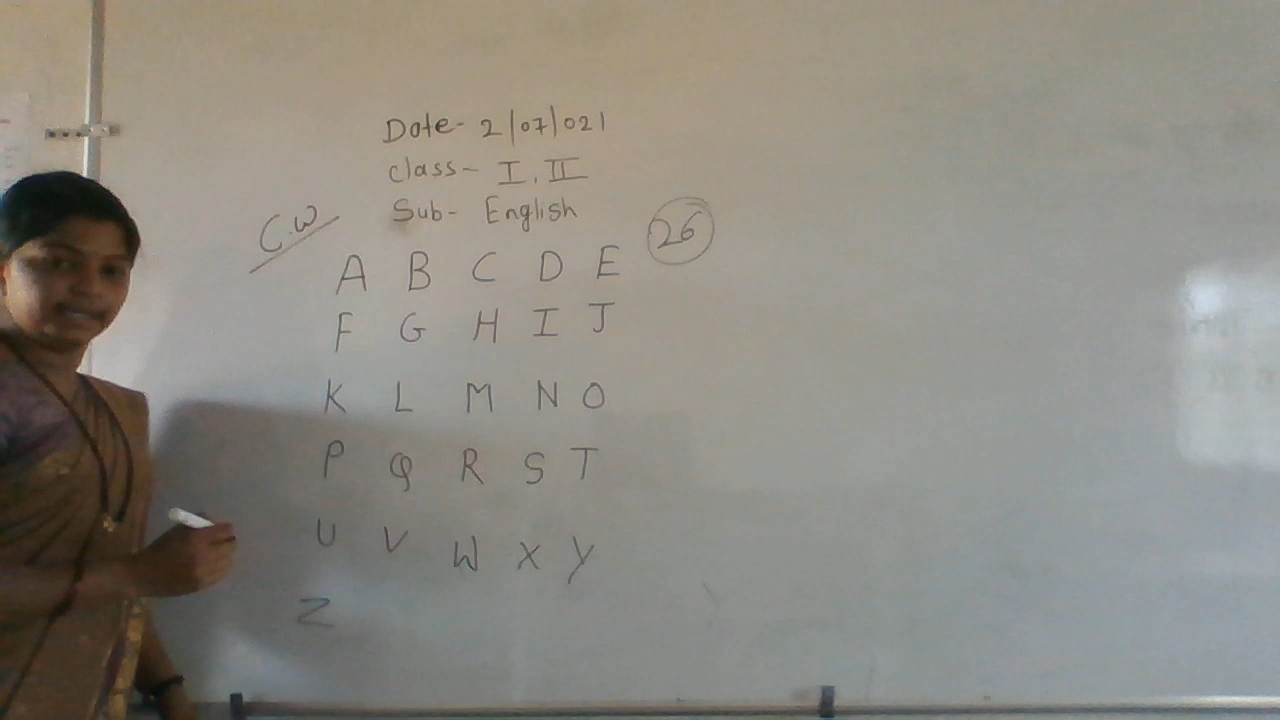 Date- 2/07/021
class- I, II
Sub- English
C.W
26
A B C D E
F G H I J
K L M N O
P Q R S T
U V W X Y
Z